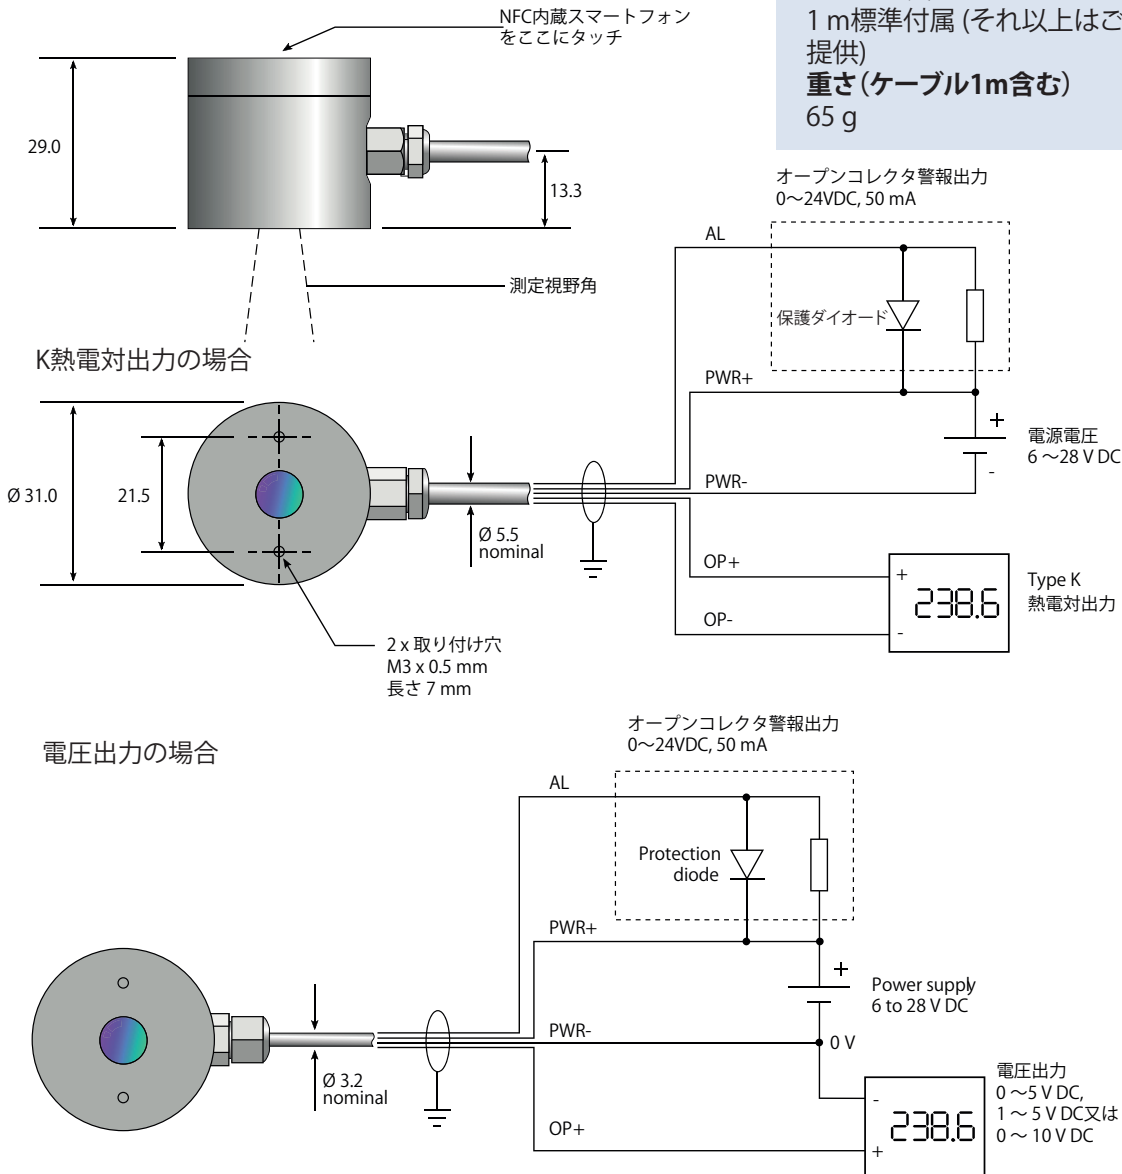 NFC内蔵スマートフォン
をここにタッチ
1 m標準付属 (それ以上はご
提供)
重さ(ケーブル1m含む)
65 g
29.0
13.3
測定視野角
オープンコレクタ警報出力
0〜24VDC, 50 mA
AL
保護ダイオード
PWR+
+
電源電圧
6 〜28 V DC
-
PWR-
K熱電対出力の場合
Ø 31.0
21.5
Ø 5.5
nominal
OP+
+
238.6
Type K
熱電対出力
OP-
-
2 x 取り付け穴
M3 x 0.5 mm
長さ 7 mm
電圧出力の場合
オープンコレクタ警報出力
0〜24VDC, 50 mA
AL
Protection
diode
PWR+
+
Power supply
6 to 28 V DC
PWR-
0 V
Ø 3.2
nominal
電圧出力
0 〜5 V DC,
1 〜 5 V DC又は
0 〜 10 V DC
-
238.6
OP+
+